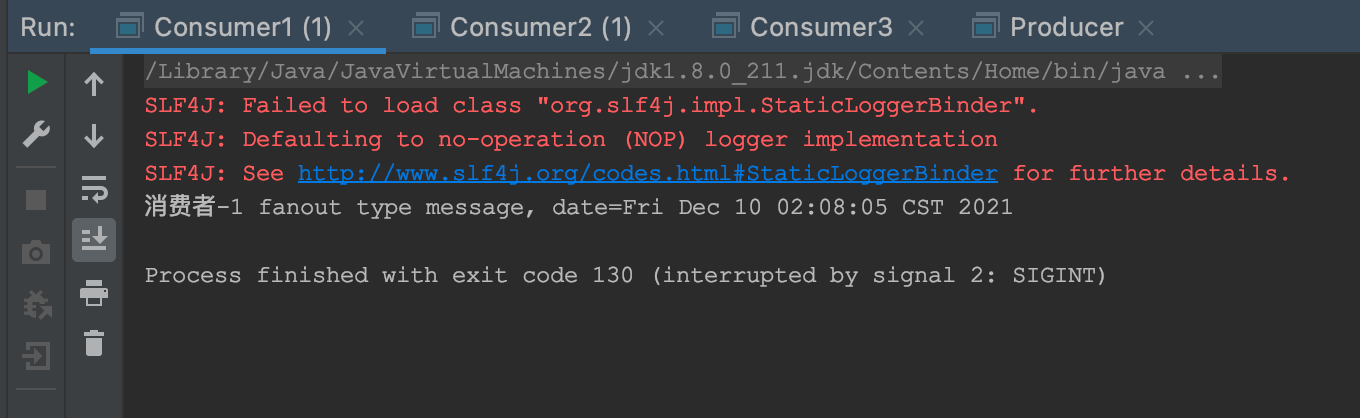 Run: Consumer1 (1) Consumer2 (1) Consumer3 Producer
/Library/Java/JavaVirtualMachines/jdk1.8.0_211.jdk/Contents/Home/bin/java ...
SLF4J: Failed to load class "org.slf4j.impl.StaticLoggerBinder".
SLF4J: Defaulting to no-operation (NOP) logger implementation
SLF4J: See http://www.slf4j.org/codes.html#StaticLoggerBinder for further details.
消费者-1 fanout type message, date=Fri Dec 10 02:08:05 CST 2021
Process finished with exit code 130 (interrupted by signal 2: SIGINT)